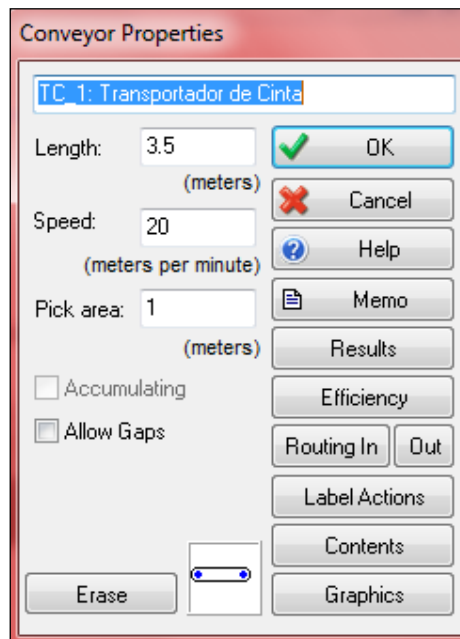 Conveyor Properties
TC_1: Transportador de Cinta
Length: 3.5
(meters)
Speed: 20
(meters per minute)
Pick area: 1
(meters)
Accumulating
Allow Gaps
Erase
OK
Cancel
Help
Memo
Results
Efficiency
Routing In Out
Label Actions
Contents
Graphics